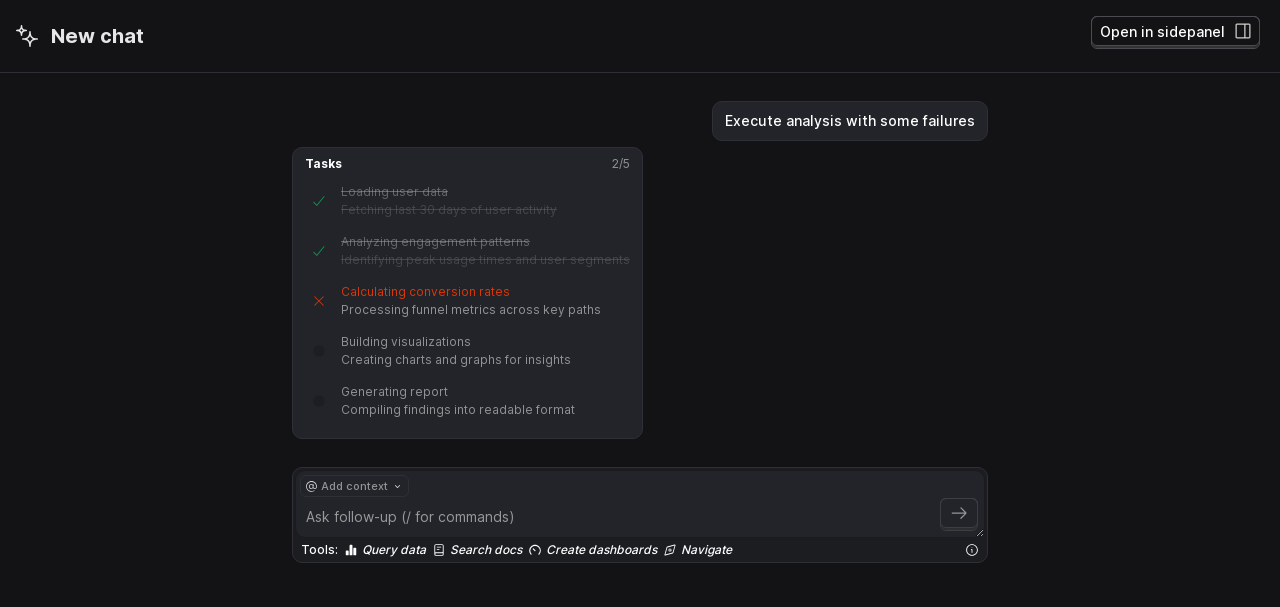 New chat
Open in sidepanel
Execute analysis with some failures
Tasks 2/5
Loading user data
Fetching last 30 days of user activity
Analyzing engagement patterns
Identifying peak usage times and user segments
Calculating conversion rates
Processing funnel metrics across key paths
Building visualizations
Creating charts and graphs for insights
Generating report
Compiling findings into readable format
@ Add context
Ask follow-up (/ for commands)
Tools: Query data Search docs Create dashboards Navigate